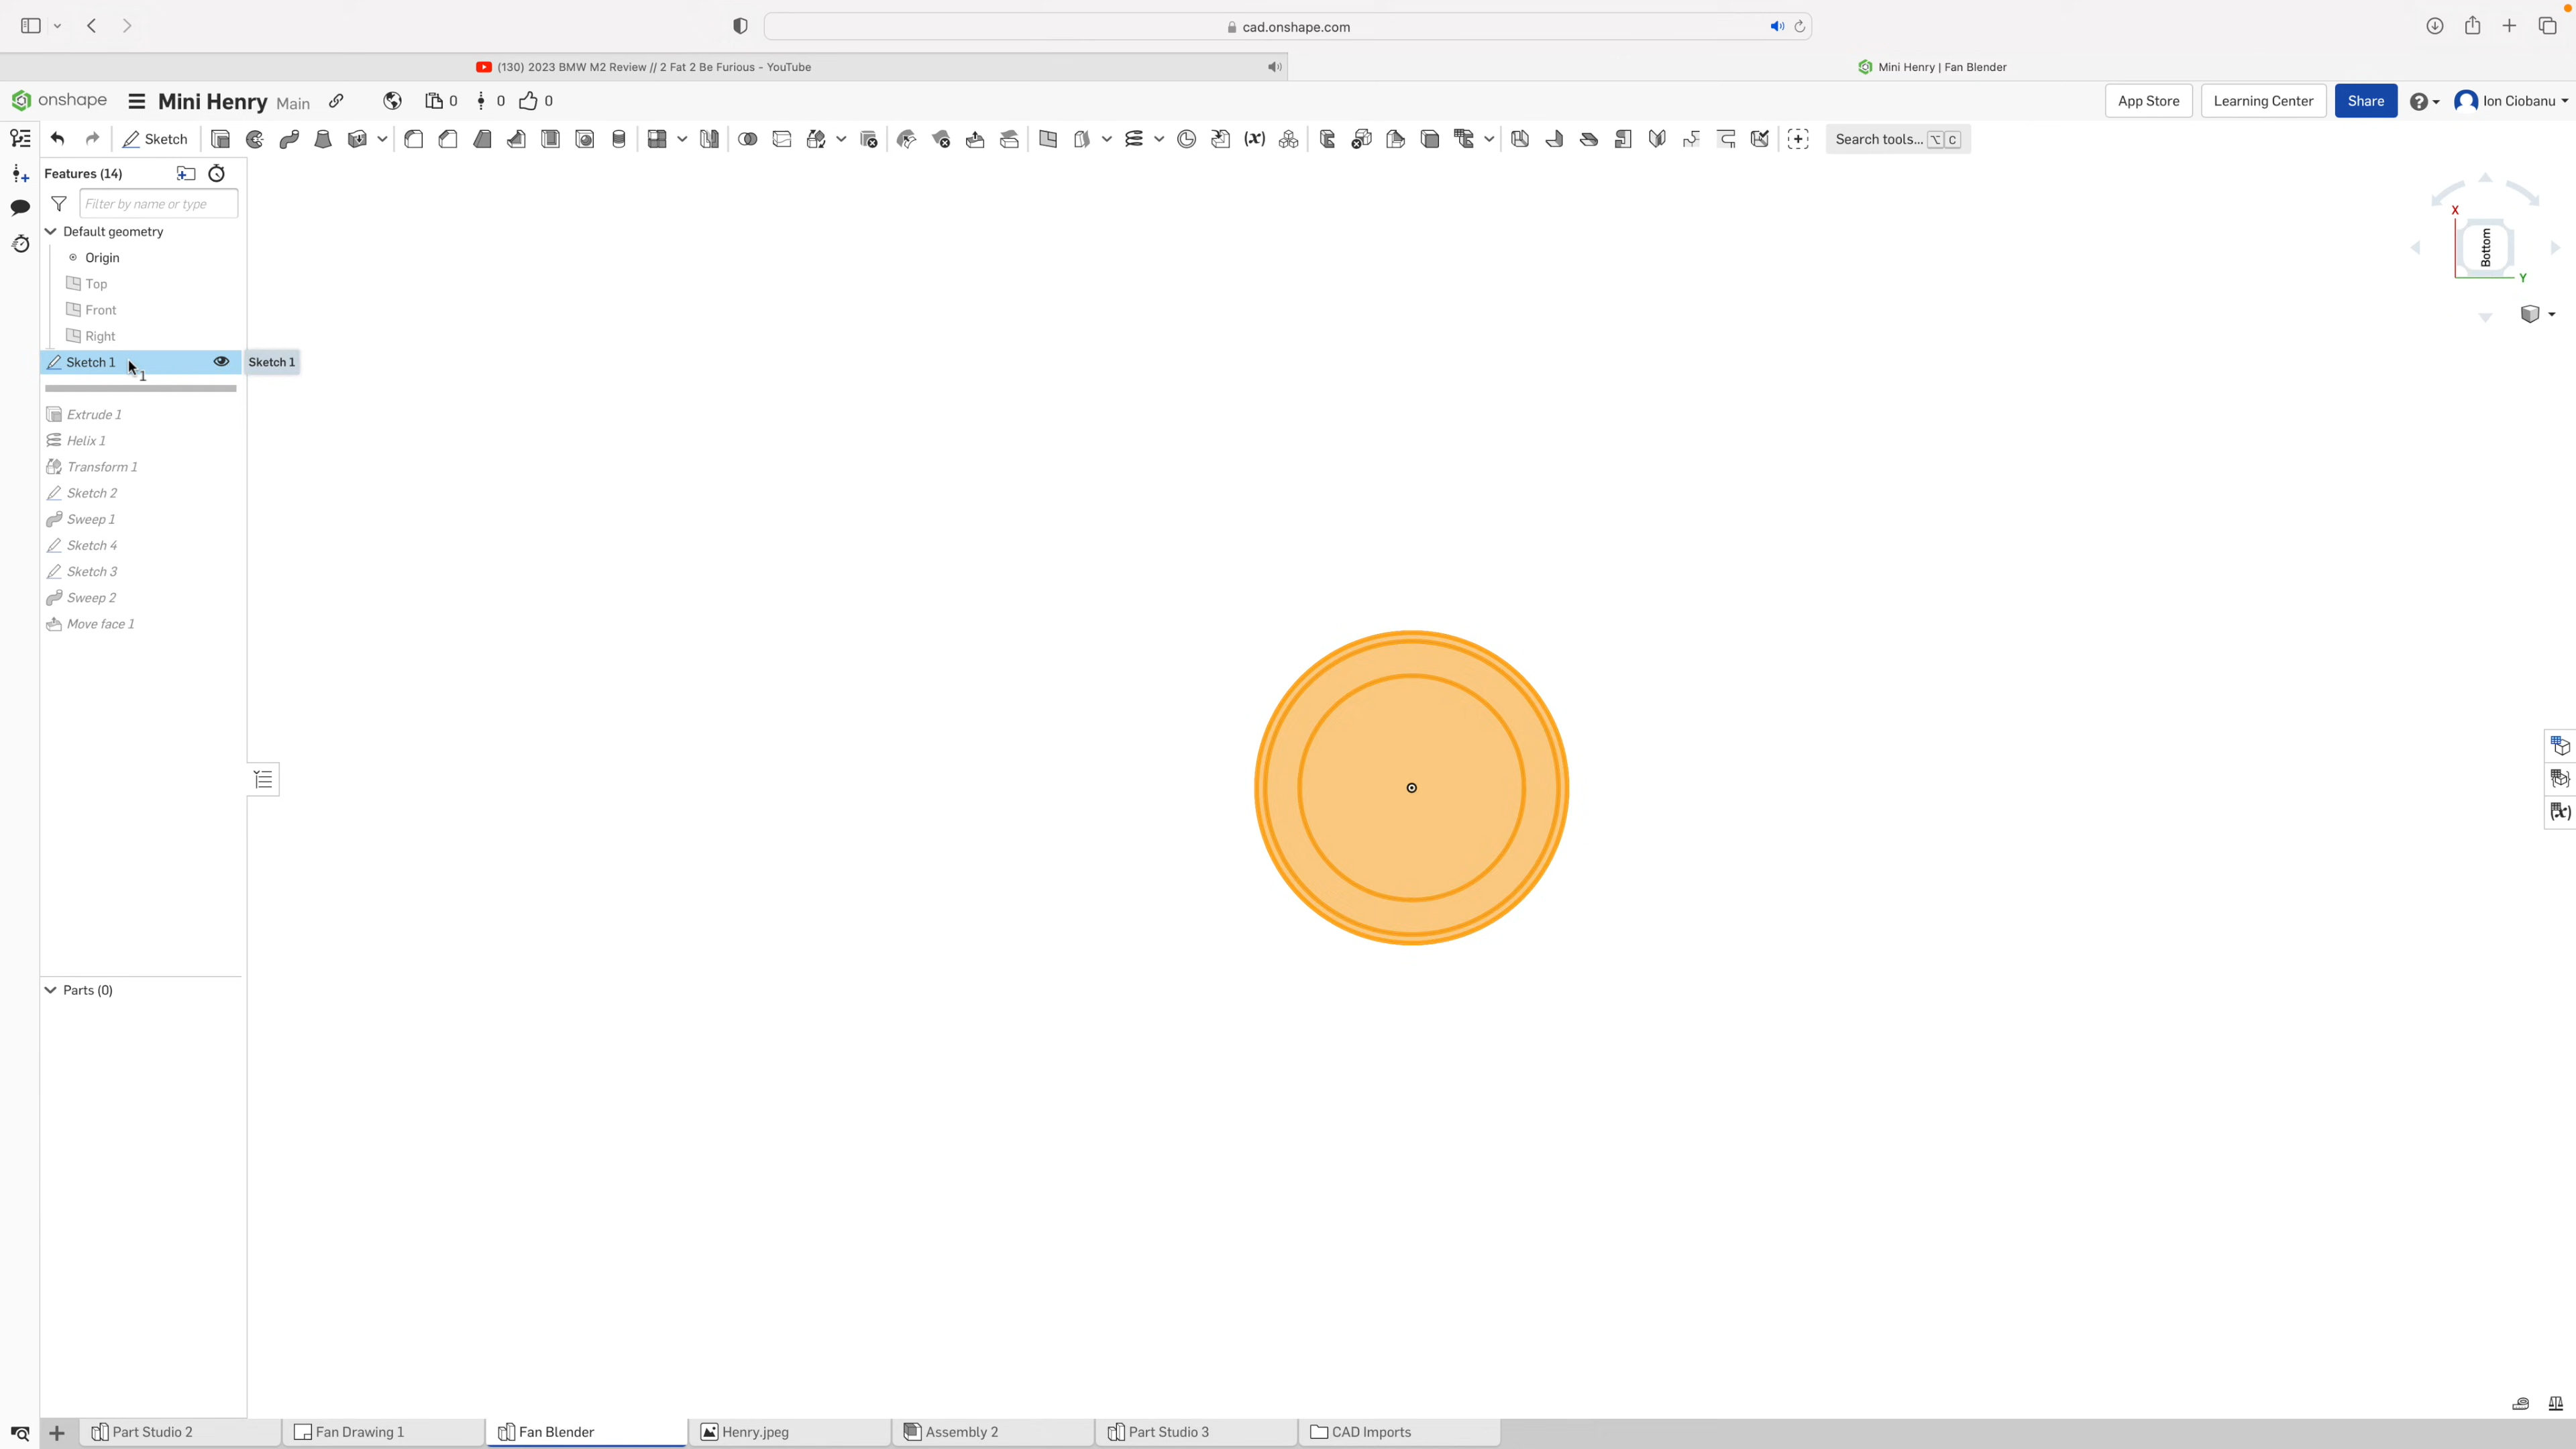 cad.onshape.com
(130) 2023 BMW M2 Review // 2 Fat 2 Be Furious - YouTube
Mini Henry | Fan Blender
onshape
Mini Henry Main
0
0
0
App Store
Learning Center
Share
Ion Ciobanu
Sketch
Search tools... ⌥ C
Features (14)
Filter by name or type
Default geometry
Origin
Top
Front
Right
Sketch 1
Sketch 1
1
Extrude 1
Helix 1
Transform 1
Sketch 2
Sweep 1
Sketch 4
Sketch 3
Sweep 2
Move face 1
X
Bottom
Y
Parts (0)
Part Studio 2
Fan Drawing 1
Fan Blender
Henry.jpeg
Assembly 2
Part Studio 3
CAD Imports